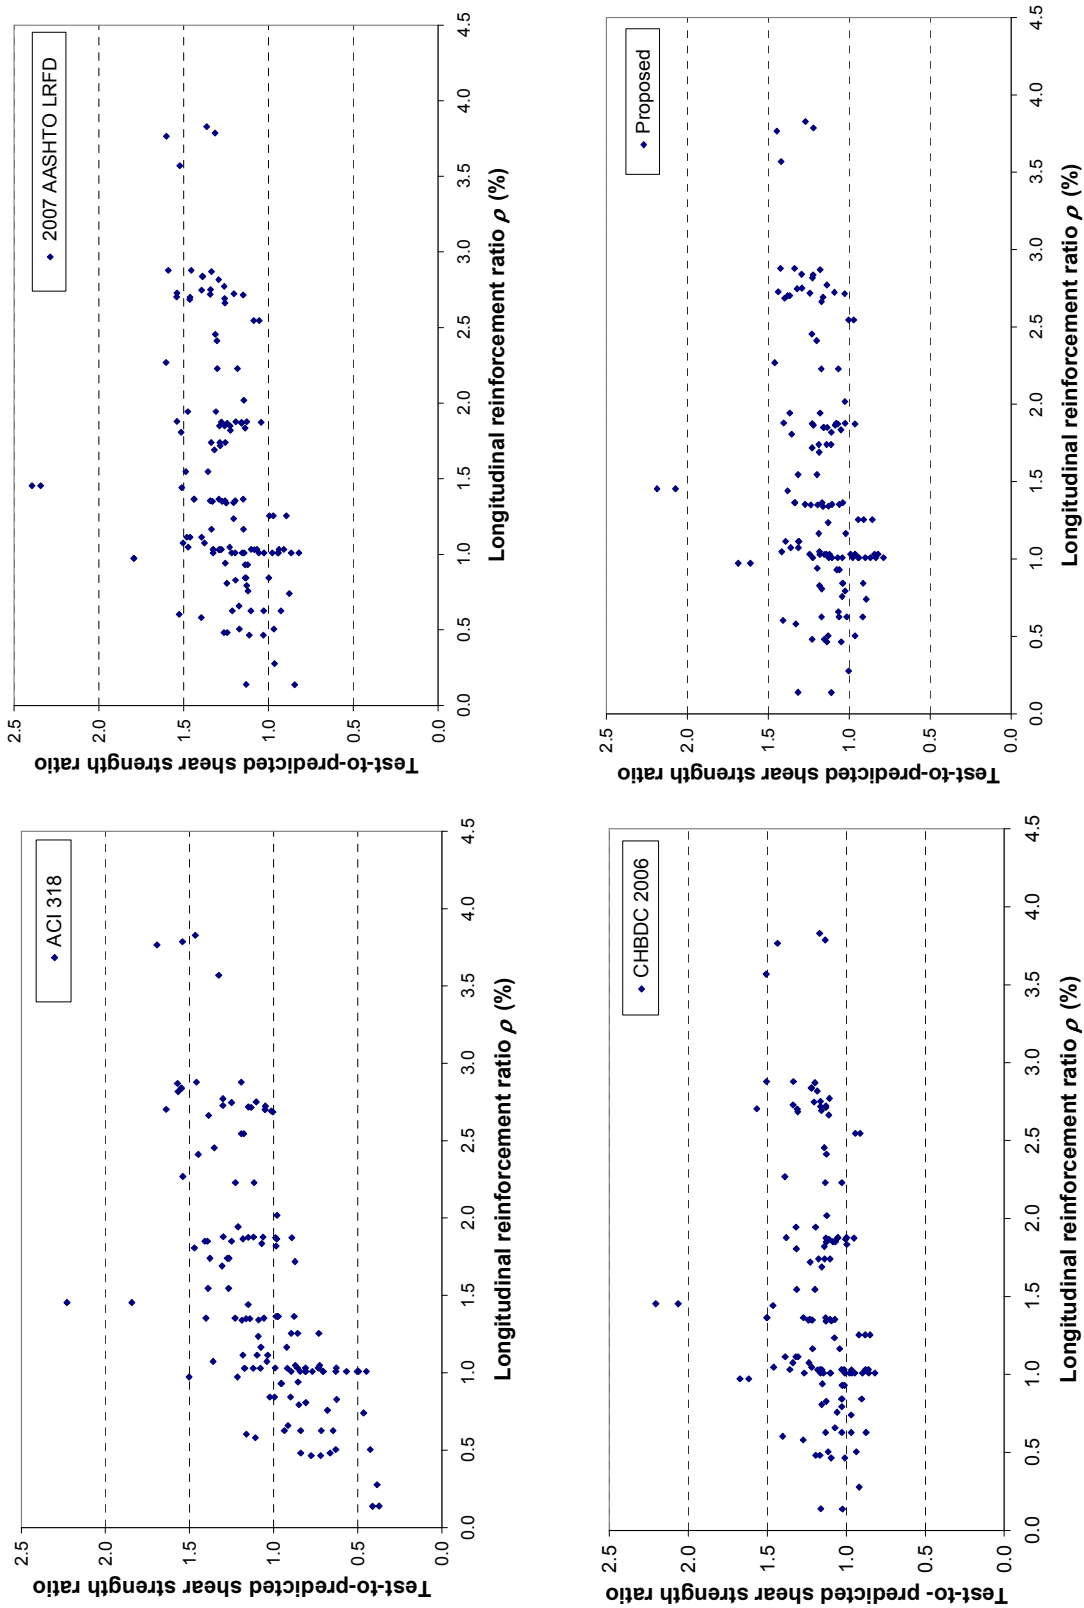 Test-to-predicted shear strength ratio
2.5
2.0
1.5
1.0
0.5
0.0
ACI 318
0.0 0.5 1.0 1.5 2.0 2.5 3.0 3.5 4.0 4.5
Longitudinal reinforcement ratio ρ (%)
Test-to-predicted shear strength ratio
2.5
2.0
1.5
1.0
0.5
0.0
2007 AASHTO LRFD
0.0 0.5 1.0 1.5 2.0 2.5 3.0 3.5 4.0 4.5
Longitudinal reinforcement ratio ρ (%)
Test-to- predicted shear strength ratio
2.5
2.0
1.5
1.0
0.5
0.0
CHBDC 2006
0.0 0.5 1.0 1.5 2.0 2.5 3.0 3.5 4.0 4.5
Longitudinal reinforcement ratio ρ (%)
Test-to-predicted shear strength ratio
2.5
2.0
1.5
1.0
0.5
0.0
Proposed
0.0 0.5 1.0 1.5 2.0 2.5 3.0 3.5 4.0 4.5
Longitudinal reinforcement ratio ρ (%)